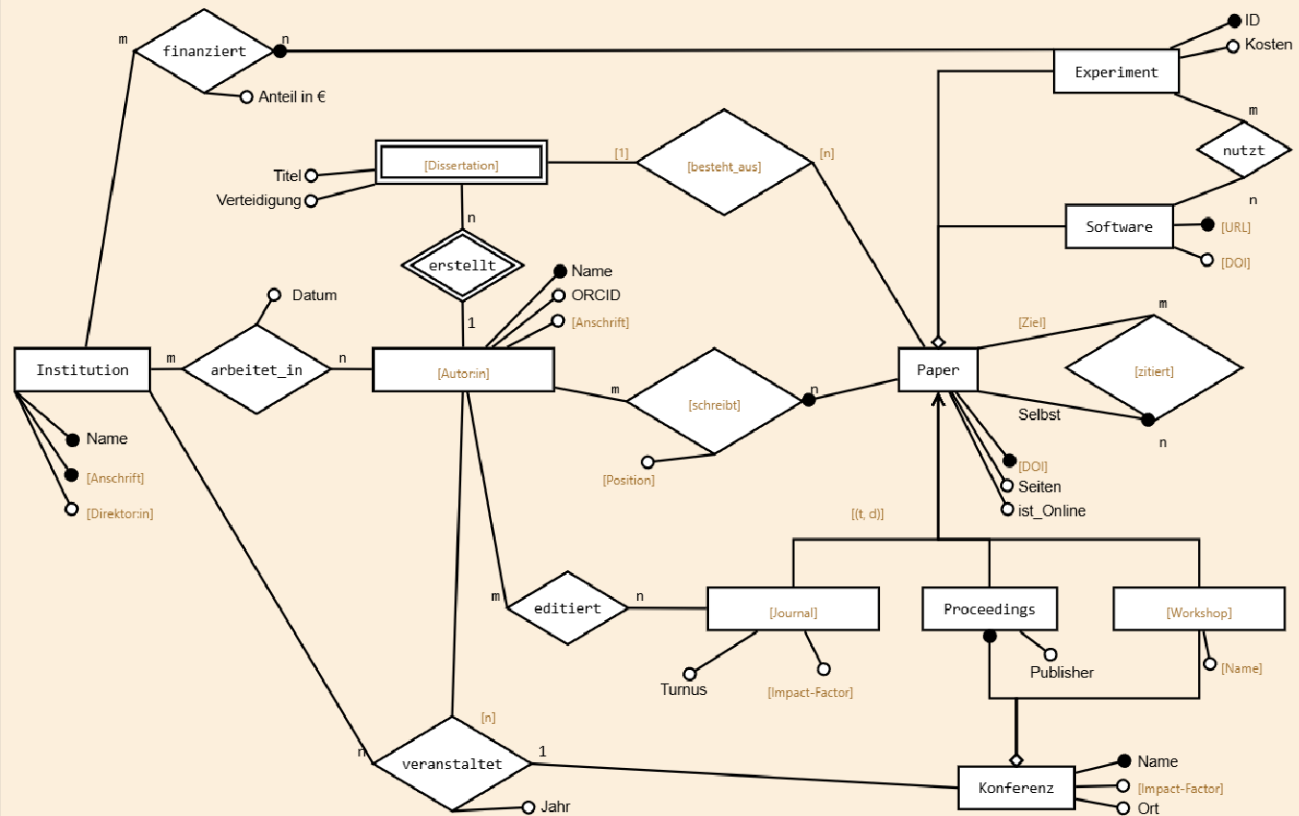 m
finanziert
n
Anteil in €
ID
Kosten
Experiment
m
nutzt
n
Software
[URL]
[DOI]
[Dissertation]
Titel
Verteidigung
[1]
[besteht_aus]
[n]
n
erstellt
1
Name
ORCID
[Anschrift]
Datum
Institution
m
arbeitet_in
n
[Autor:in]
m
[schreibt]
n
[Position]
Paper
[Ziel]
m
[zitiert]
Selbst
n
Name
[Anschrift]
[Direktor:in]
[DOI]
Seiten
ist_Online
[(t, d)]
m
editiert
n
[Journal]
Proceedings
[Workshop]
Turnus
[Impact-Factor]
Publisher
[Name]
[n]
n
veranstaltet
1
Jahr
Konferenz
Name
[Impact-Factor]
Ort